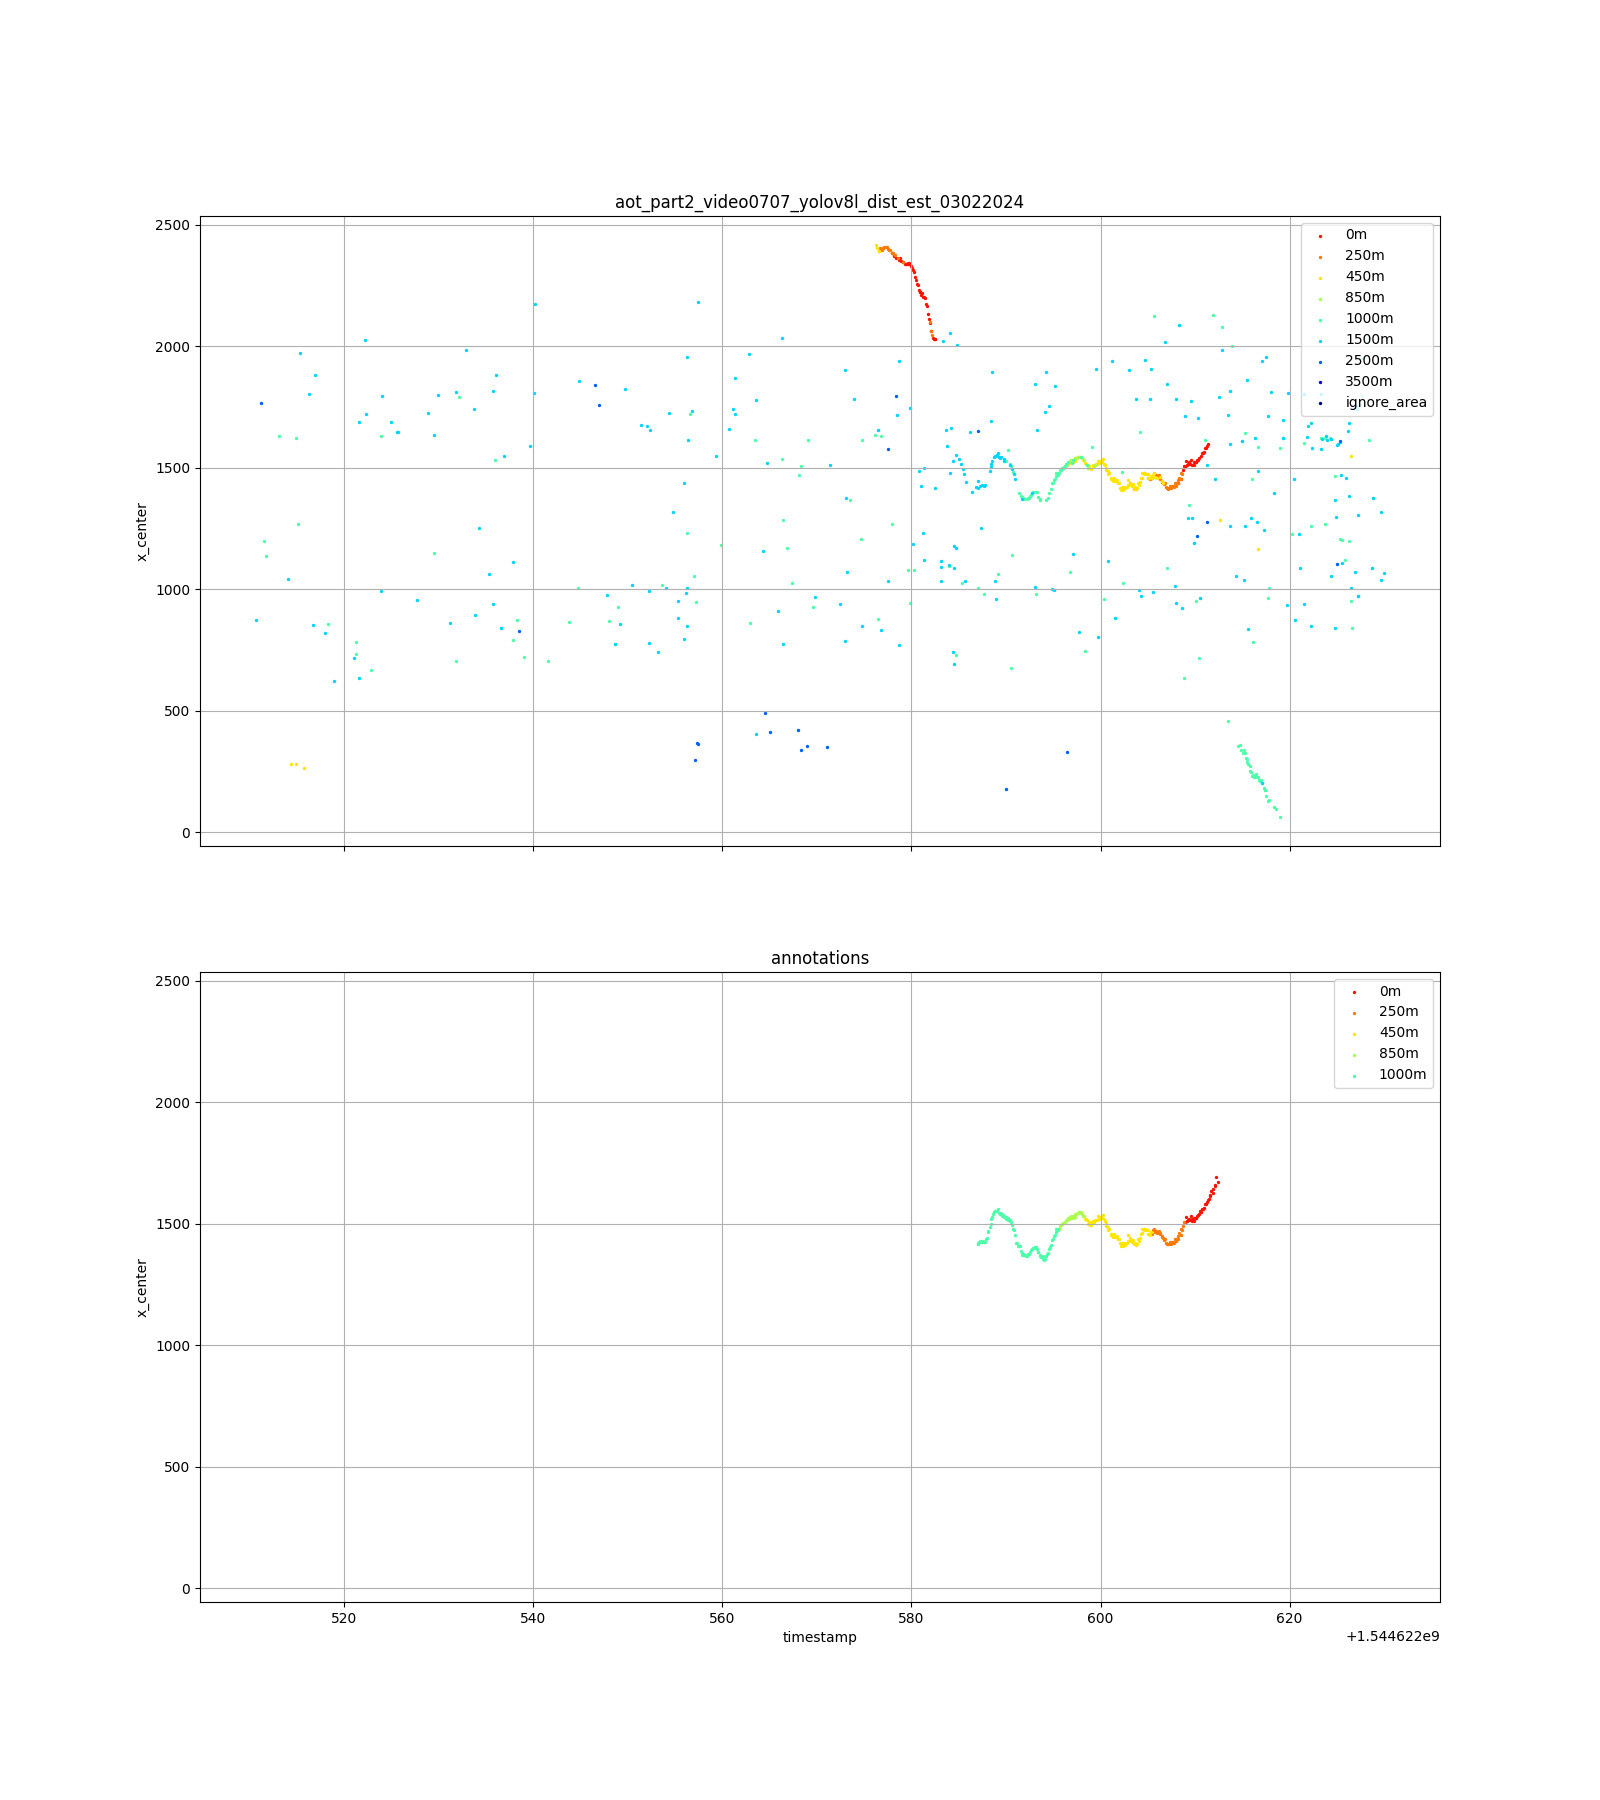 aot_part2_video0707_yolov8l_dist_est_03022024
2500
2000
1500
1000
500
0
x_center
0m
250m
450m
850m
1000m
1500m
2500m
3500m
ignore_area
annotations
2500
2000
1500
1000
500
0
x_center
0m
250m
450m
850m
1000m
520 540 560 580 600 620
timestamp
+1.544622e9